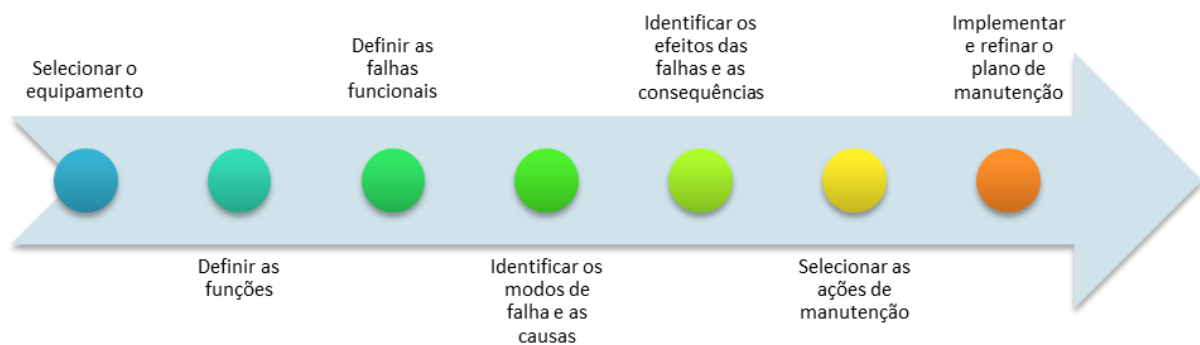 Selecionar o
equipamento
Definir as
funções
Definir as
falhas
funcionais
Identificar os
modos de
falha e as
causas
Identificar os
efeitos das
falhas e as
consequências
Selecionar as
ações de
manutenção
Implementar
e refinar o
plano de
manutenção